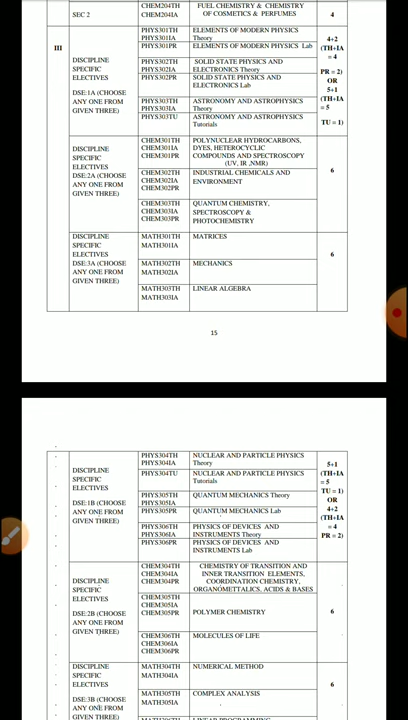 SEC 2
CHEM204TH
CHEM204IA
FUEL CHEMISTRY & CHEMISTRY
OF COSMETICS & PERFUMES
4
III
DISCIPLINE
SPECIFIC
ELECTIVES
DSE:1A (CHOOSE
ANY ONE FROM
GIVEN THREE)
PHYS301TH
PHYS301IA
ELEMENTS OF MODERN PHYSICS
Theory
PHYS301PR
ELEMENTS OF MODERN PHYSICS Lab
PHYS302TH
PHYS302IA
SOLID STATE PHYSICS AND
ELECTRONICS Theory
PHYS302PR
SOLID STATE PHYSICS AND
ELECTRONICS Lab
PHYS303TH
PHYS303IA
ASTRONOMY AND ASTROPHYSICS
Theory
PHYS303TU
ASTRONOMY AND ASTROPHYSICS
Tutorials
4+2
(TH+IA
= 4
PR = 2)
OR
5+1
(TH+IA
= 5
TU = 1)
DISCIPLINE
SPECIFIC
ELECTIVES
DSE:2A (CHOOSE
ANY ONE FROM
GIVEN THREE)
CHEM301TH
CHEM301IA
CHEM301PR
POLYNUCLEAR HYDROCARBONS,
DYES, HETEROCYCLIC
COMPOUNDS AND SPECTROSCOPY
(UV, IR ,NMR)
CHEM302TH
CHEM302IA
CHEM302PR
INDUSTRIAL CHEMICALS AND
ENVIRONMENT
CHEM303TH
CHEM303IA
CHEM303PR
QUANTUM CHEMISTRY,
SPECTROSCOPY &
PHOTOCHEMISTRY
6
DISCIPLINE
SPECIFIC
ELECTIVES
DSE:3A (CHOOSE
ANY ONE FROM
GIVEN THREE)
MATH301TH
MATH301IA
MATRICES
MATH302TH
MATH302IA
MECHANICS
MATH303TH
MATH303IA
LINEAR ALGEBRA
6
15
DISCIPLINE
SPECIFIC
ELECTIVES
DSE:1B (CHOOSE
ANY ONE FROM
GIVEN THREE)
PHYS304TH
PHYS304IA
NUCLEAR AND PARTICLE PHYSICS
Theory
PHYS304TU
NUCLEAR AND PARTICLE PHYSICS
Tutorials
PHYS305TH
PHYS305IA
QUANTUM MECHANICS Theory
PHYS305PR
QUANTUM MECHANICS Lab
PHYS306TH
PHYS306IA
PHYSICS OF DEVICES AND
INSTRUMENTS Theory
PHYS306PR
PHYSICS OF DEVICES AND
INSTRUMENTS Lab
5+1
(TH+IA
= 5
TU = 1)
OR
4+2
(TH+IA
= 4
PR = 2)
DISCIPLINE
SPECIFIC
ELECTIVES
DSE:2B (CHOOSE
ANY ONE FROM
GIVEN THREE)
CHEM304TH
CHEM304IA
CHEM304PR
CHEMISTRY OF TRANSITION AND
INNER TRANSITION ELEMENTS,
COORDINATION CHEMISTRY,
ORGANOMETTALICS, ACIDS & BASES
CHEM305TH
CHEM305IA
CHEM305PR
POLYMER CHEMISTRY
CHEM306TH
CHEM306IA
CHEM306PR
MOLECULES OF LIFE
6
DISCIPLINE
SPECIFIC
ELECTIVES
DSE:3B (CHOOSE
ANY ONE FROM
MATH304TH
MATH304IA
NUMERICAL METHOD
MATH305TH
MATH305IA
COMPLEX ANALYSIS
6
MATH306TH
LINEAR PROGRAMMING